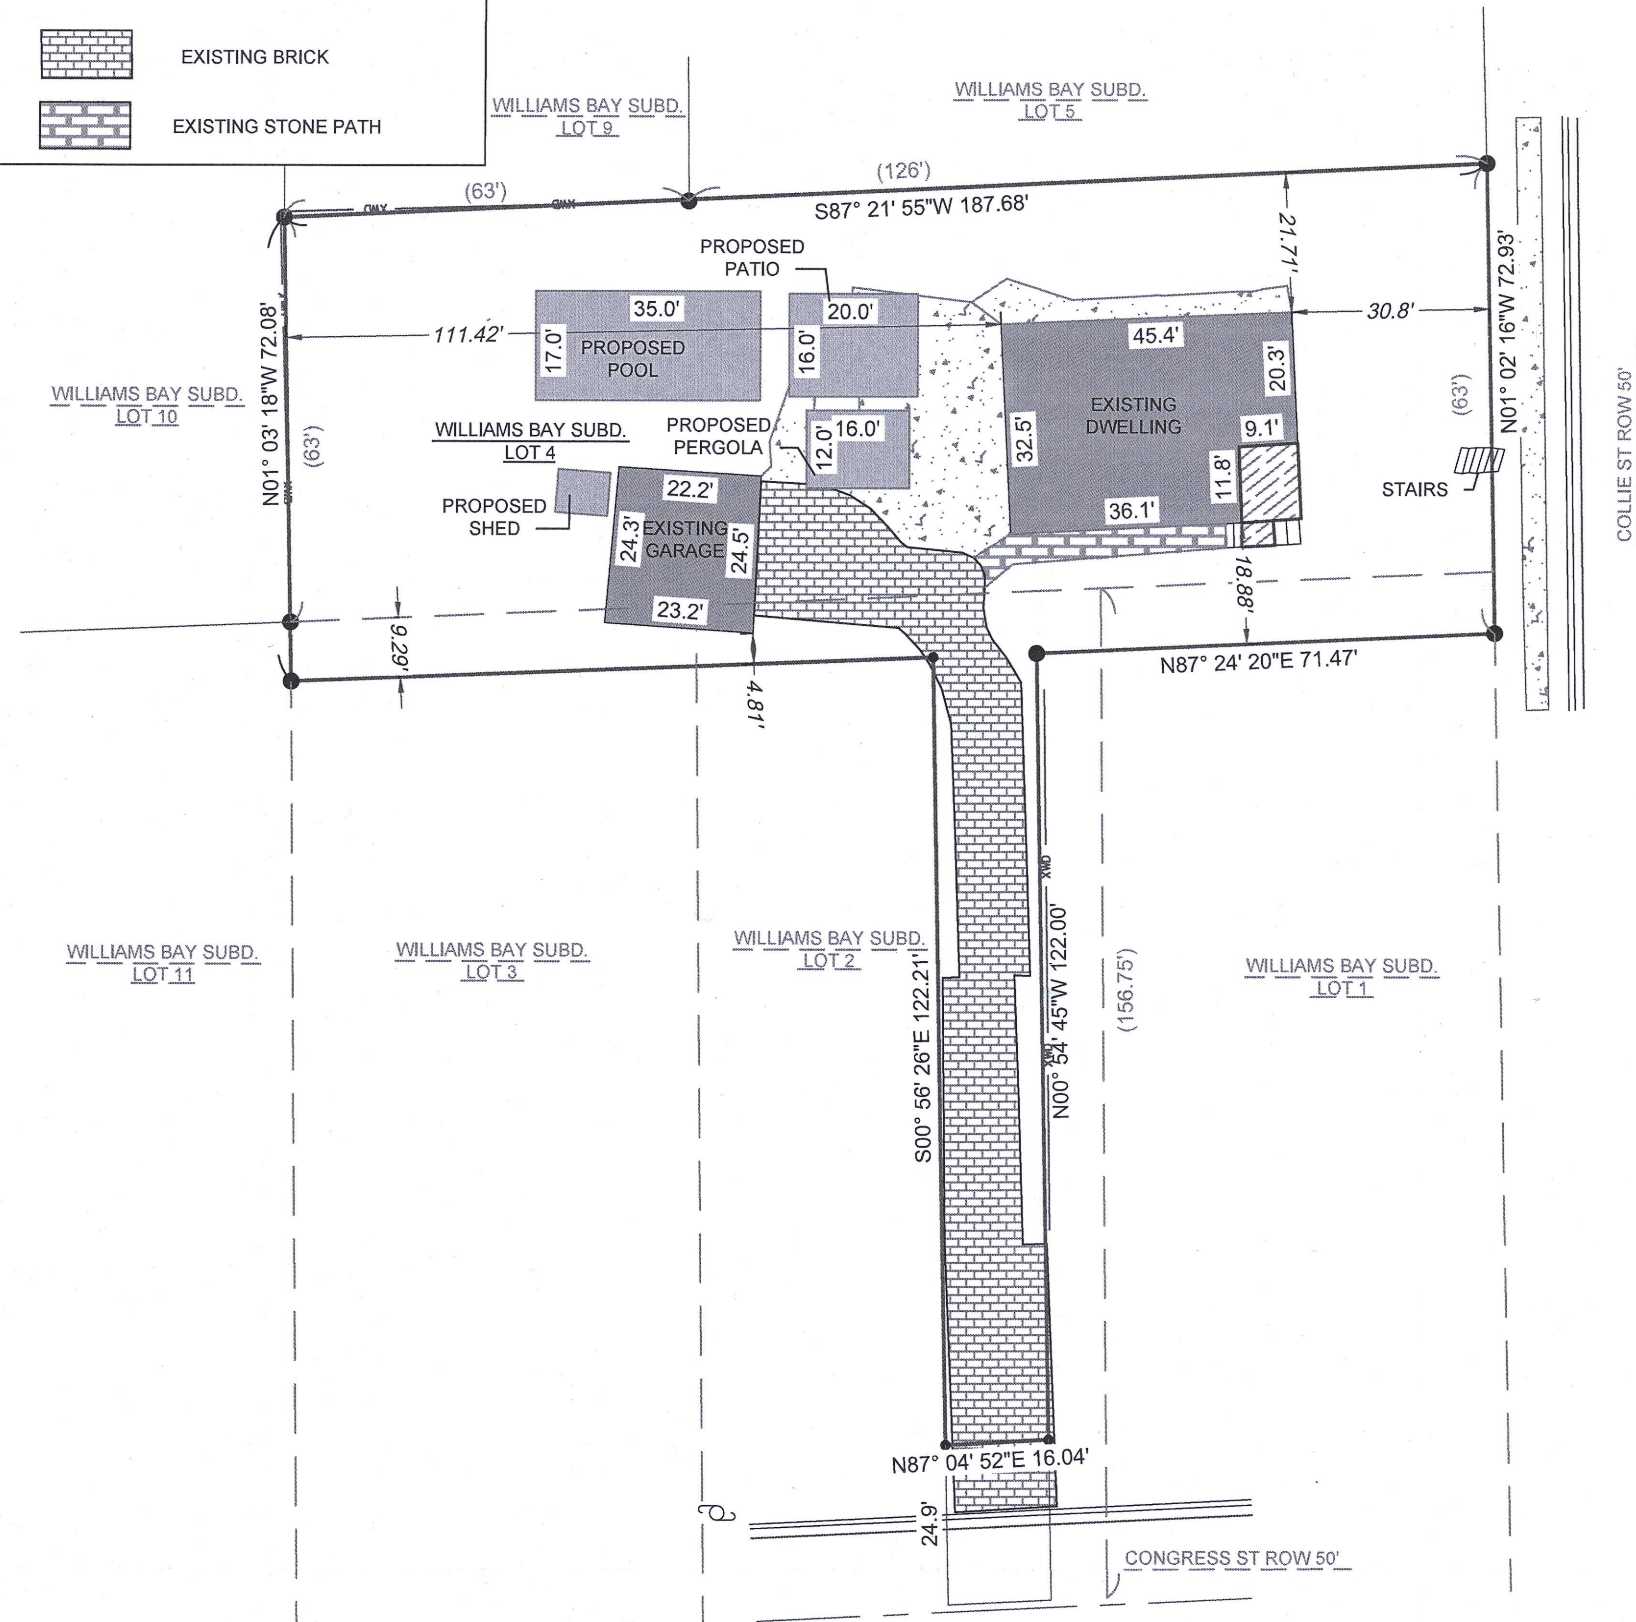 EXISTING BRICK
EXISTING STONE PATH
WILLIAMS BAY SUBD.
LOT 9
WILLIAMS BAY SUBD.
LOT 5
(63')
(126')
S87° 21' 55"W 187.68'
XWD
XWD
21.71'
PROPOSED
PATIO
35.0'
17.0'
PROPOSED
POOL
20.0'
16.0'
111.42'
45.4'
20.3'
30.8'
N01° 02' 16"W 72.93'
(63')
N01° 03' 18"W 72.08'
(63')
XWD
WILLIAMS BAY SUBD.
LOT 10
WILLIAMS BAY SUBD.
LOT 4
PROPOSED
PERGOLA
12.0'
16.0'
EXISTING
DWELLING
32.5'
9.1'
11.8'
36.1'
STAIRS
COLLIE ST ROW 50'
PROPOSED
SHED
22.2'
24.3'
EXISTING
GARAGE
24.5'
23.2'
9.29'
4.81'
18.88'
N87° 24' 20"E 71.47'
WILLIAMS BAY SUBD.
LOT 11
WILLIAMS BAY SUBD.
LOT 3
WILLIAMS BAY SUBD.
LOT 2
WILLIAMS BAY SUBD.
LOT 1
S00° 56' 26"E 122.21'
N00° 54' 45"W 122.00'
XWD
XWD
(156.75')
N87° 04' 52"E 16.04'
24.9'
CONGRESS ST ROW 50'